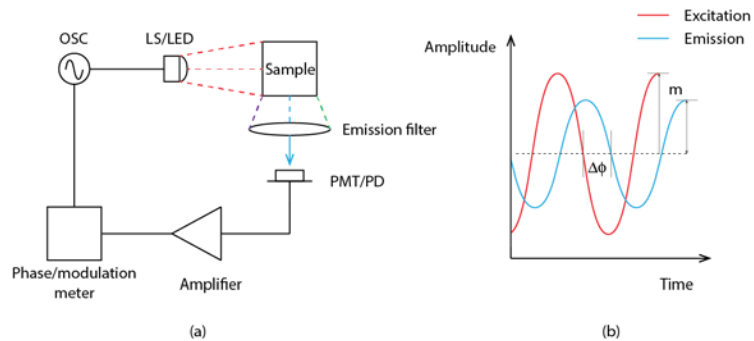 OSC
LS/LED
Sample
Emission filter
PMT/PD
Phase/modulation
meter
Amplifier
(a)
Excitation
Emission
Amplitude
m
Δϕ
Time
(b)